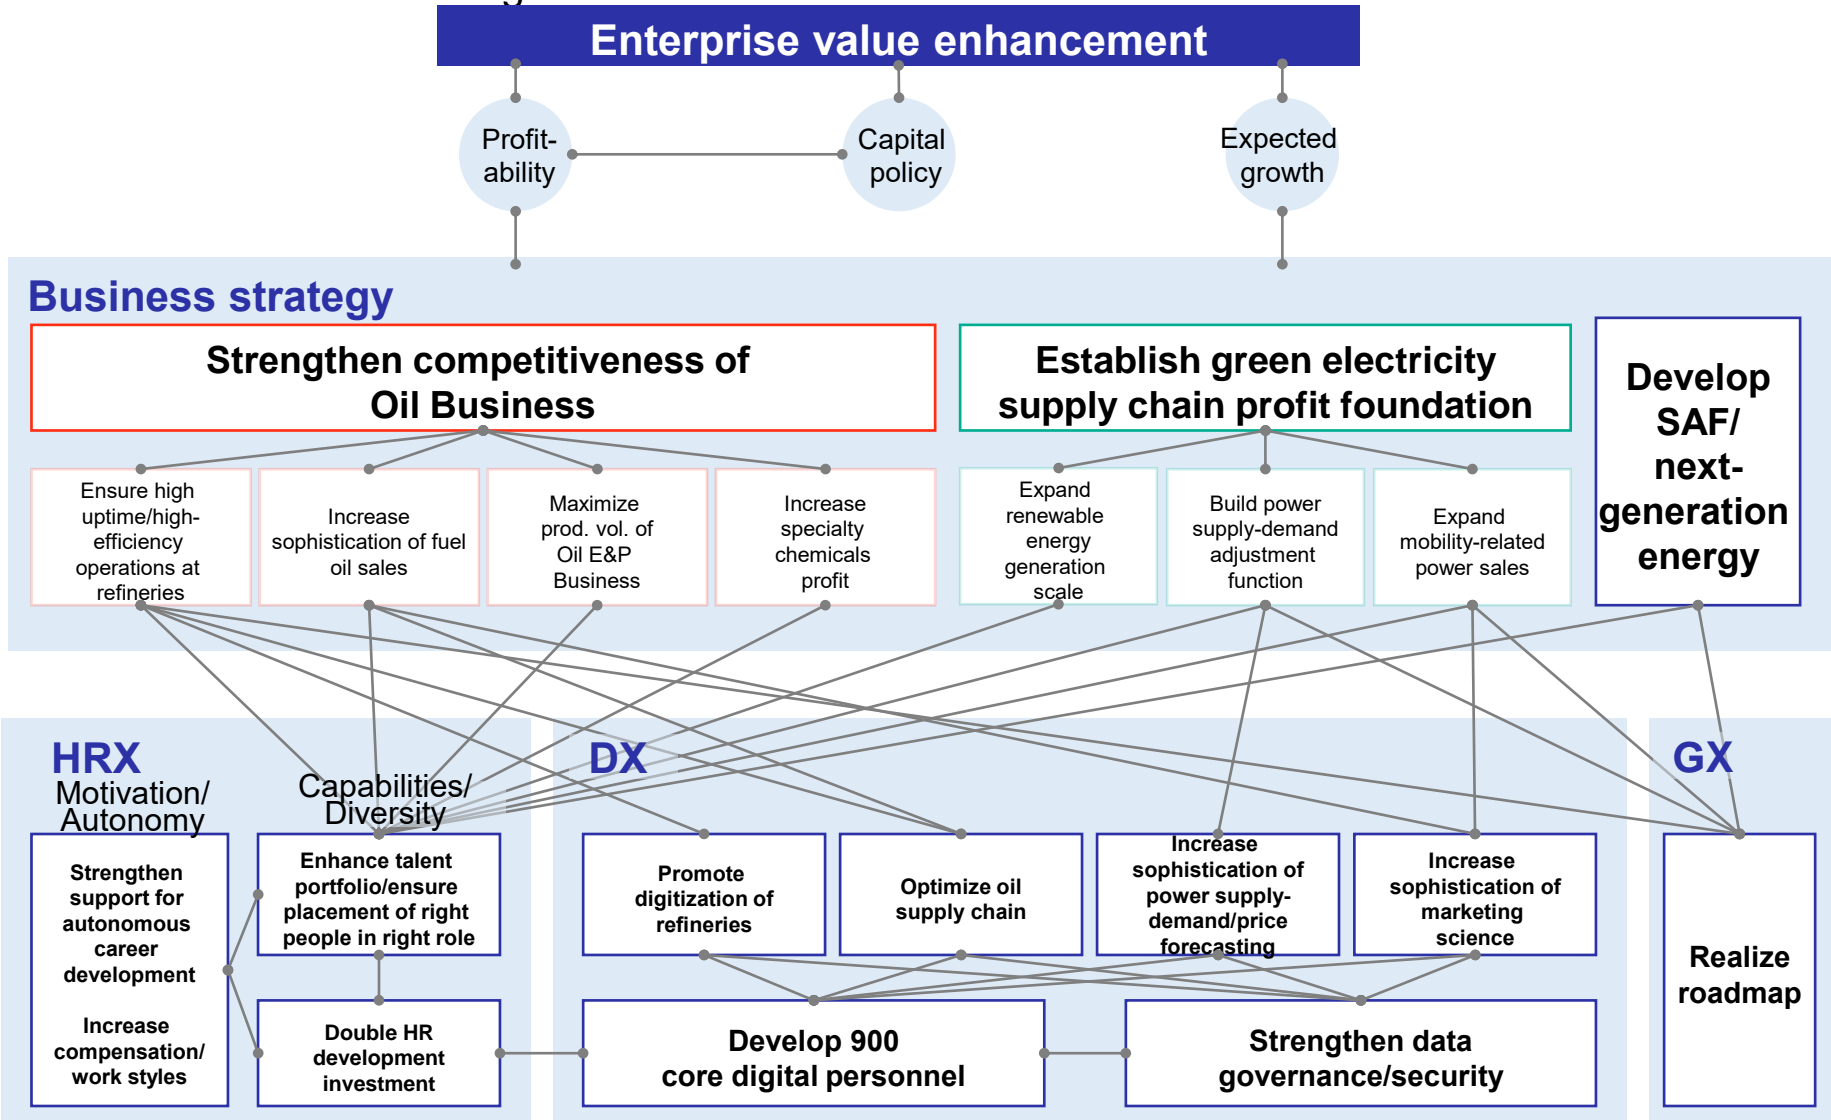 Enterprise value enhancement
Profit-
ability
Capital
policy
Expected
growth
Business strategy
Strengthen competitiveness of
Oil Business
Establish green electricity
supply chain profit foundation
Develop
SAF/
next-
generation
energy
Ensure high
uptime/high-
efficiency
operations at
refineries
Increase
sophistication of fuel
oil sales
Maximize
prod. vol. of
Oil E&P
Business
Increase
specialty
chemicals
profit
Expand
renewable
energy
generation
scale
Build power
supply-demand
adjustment
function
Expand
mobility-related
power sales
HRX
Motivation/
Autonomy
Capabilities/
Diversity
DX
GX
Strengthen
support for
autonomous
career
development
Increase
compensation/
work styles
Enhance talent
portfolio/ensure
placement of right
people in right role
Double HR
development
investment
Promote
digitization of
refineries
Optimize oil
supply chain
Increase
sophistication of
power supply-
demand/price
forecasting
Increase
sophistication of
marketing
science
Develop 900
core digital personnel
Strengthen data
governance/security
Realize
roadmap